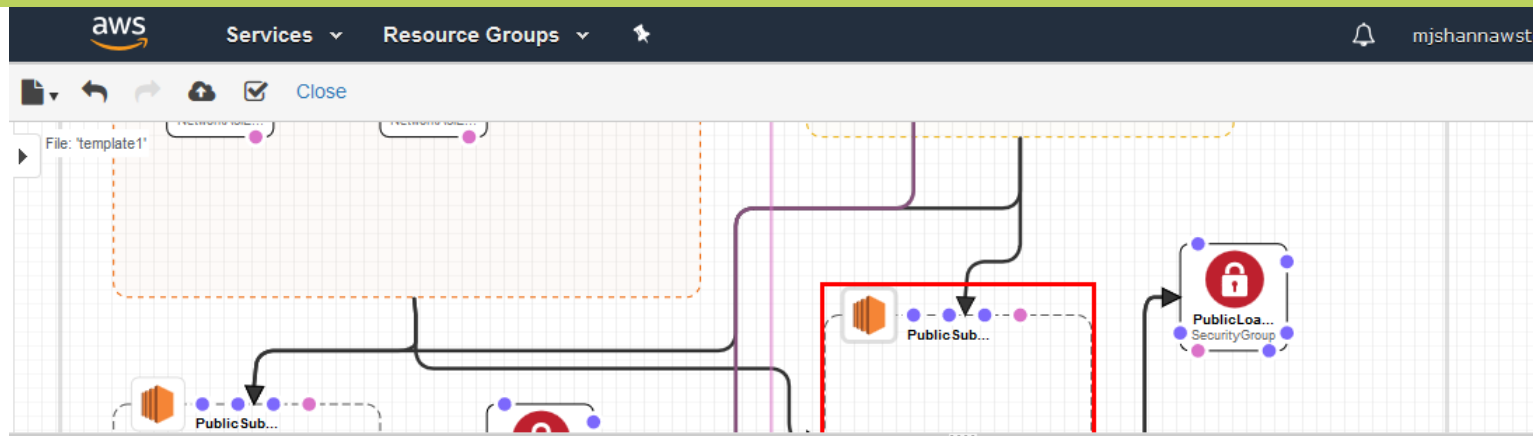 aws Services Resource Groups mjshannawst
Close
File: 'template1'
PublicLoa...
SecurityGroup
PublicSub...
PublicSub...